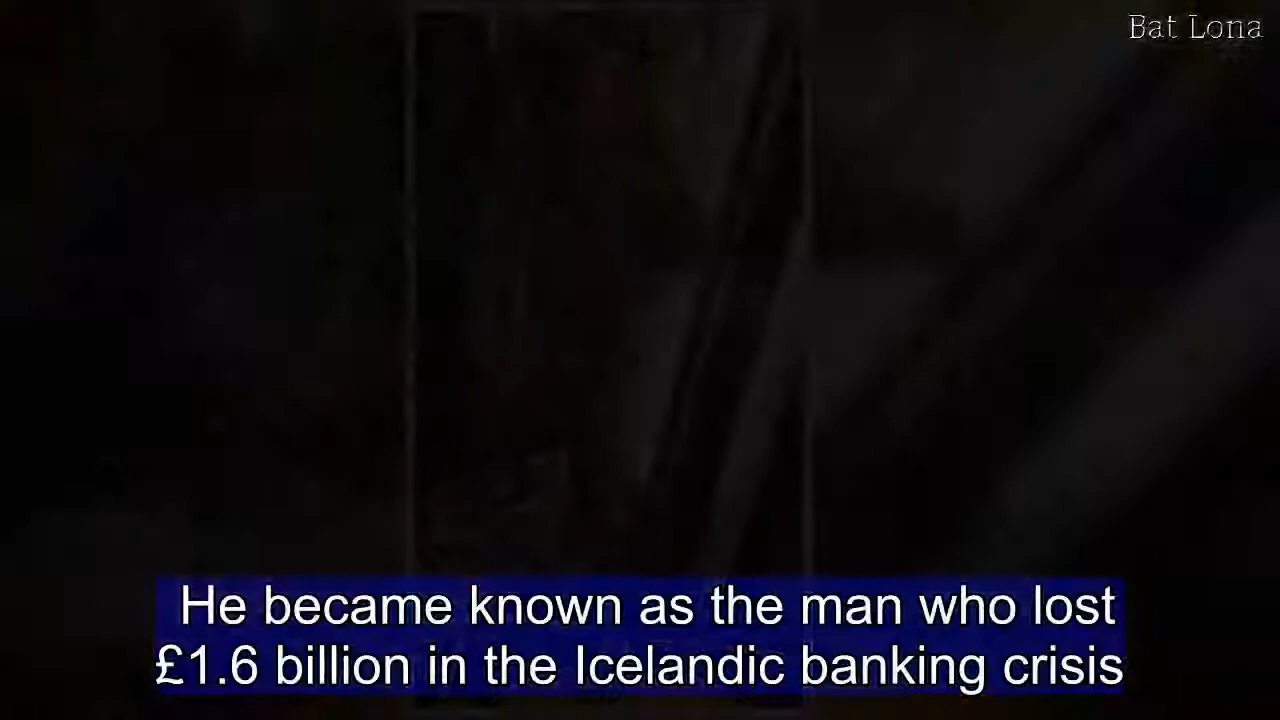 Bat Lona
He became known as the man who lost
£1.6 billion in the Icelandic banking crisis